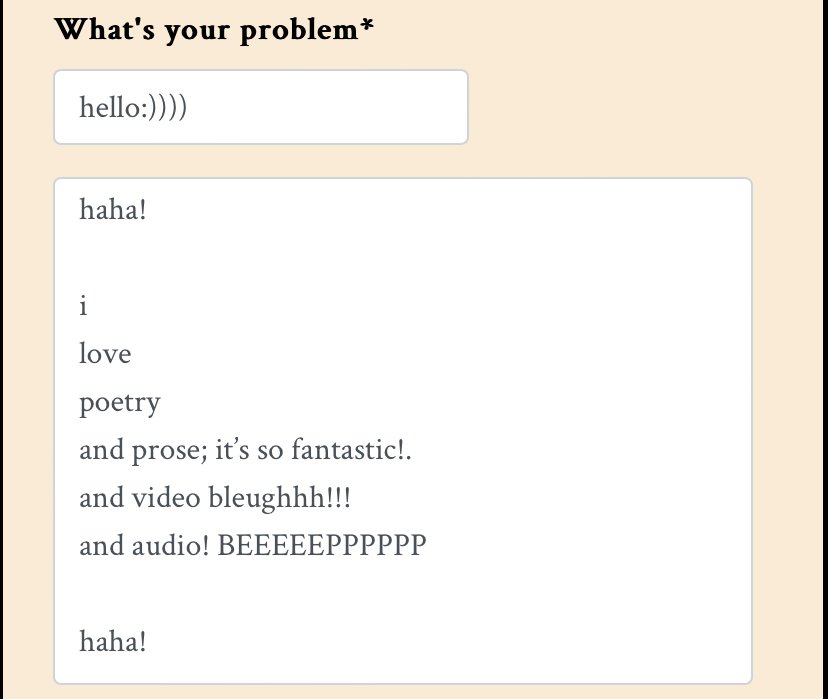 What's your problem*
hello:))))
haha!
i
love
poetry
and prose; it’s so fantastic!.
and video bleughhh!!!
and audio! BEEEEEPPPPPP
haha!